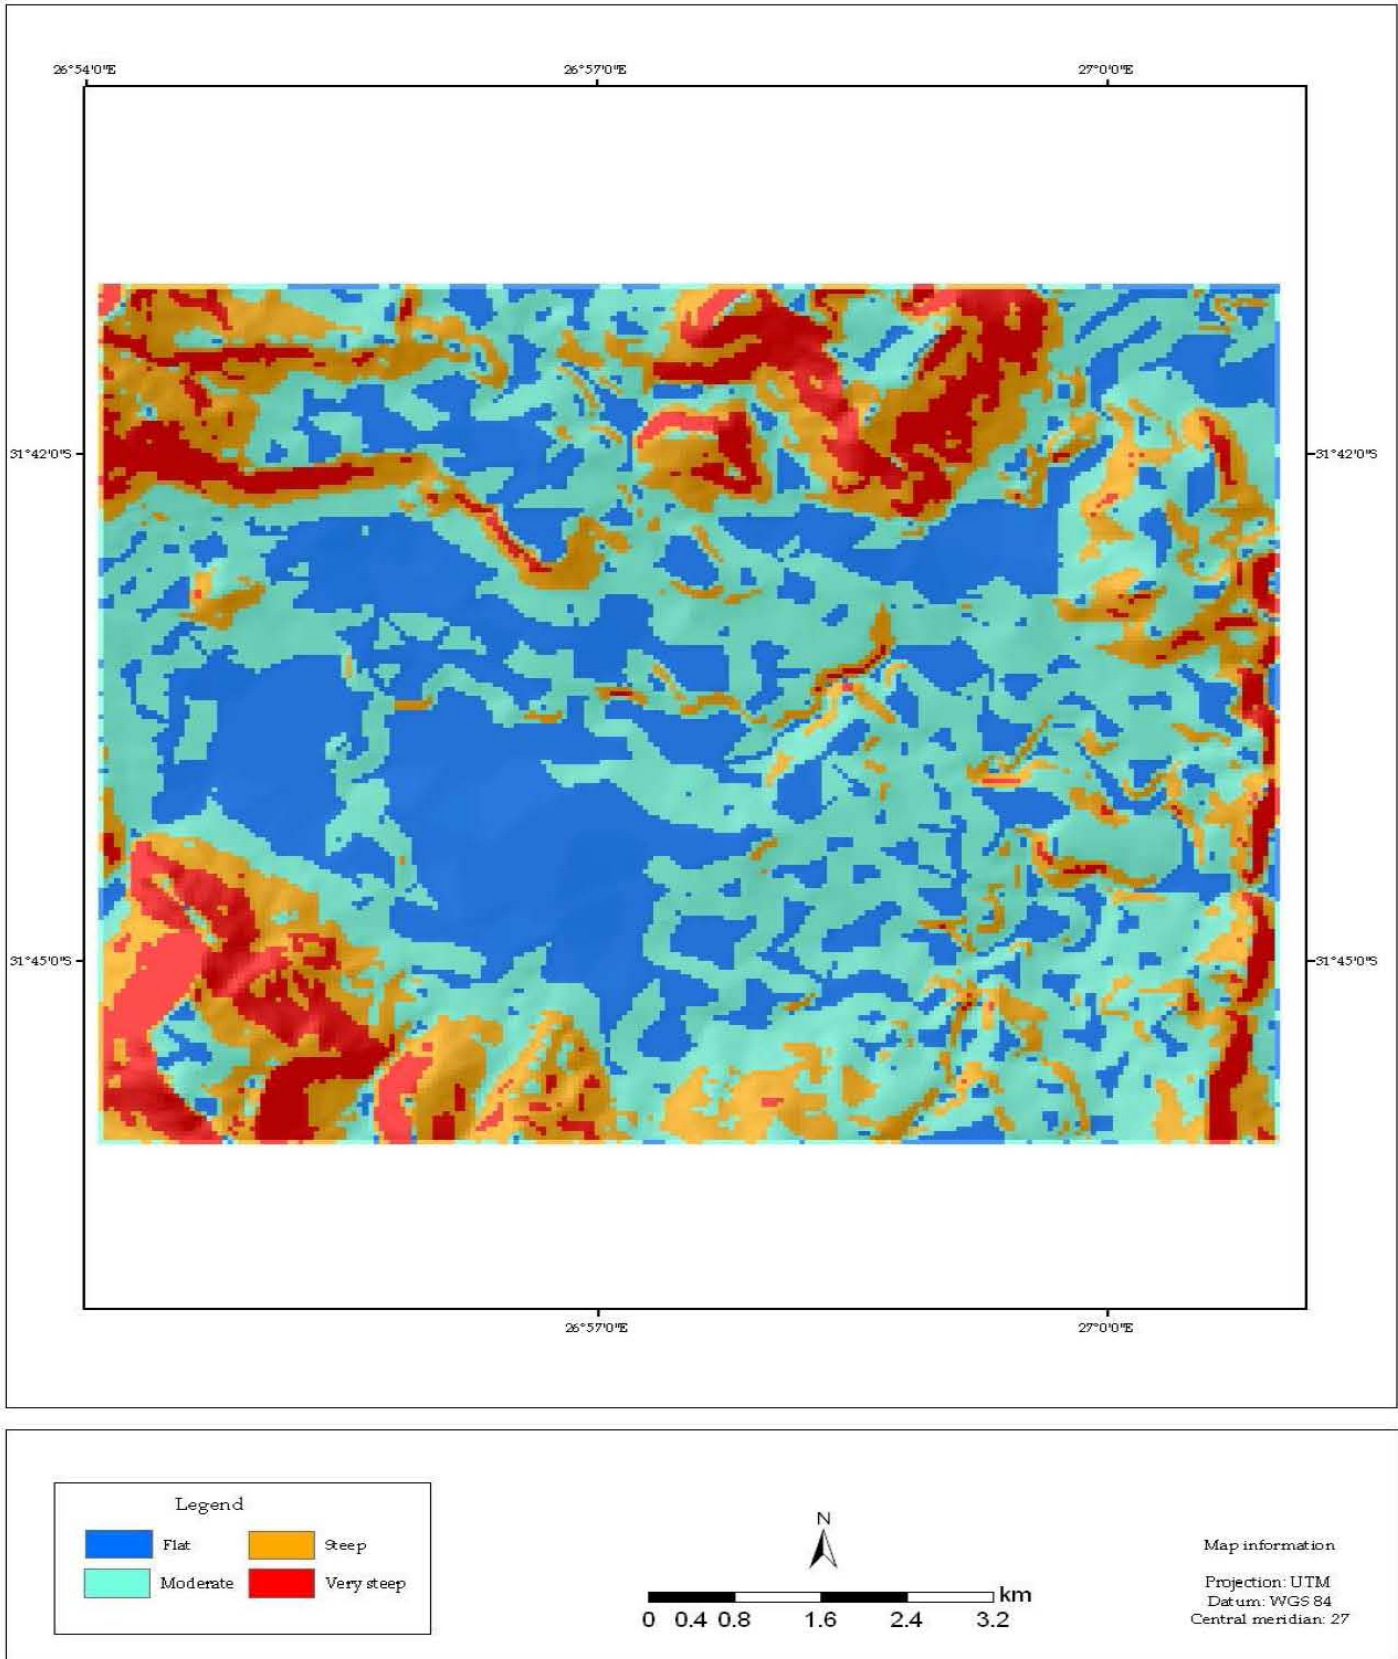 26°54'0"E 26°57'0"E 27°0'0"E
31°42'0"S 31°42'0"S
31°45'0"S 31°45'0"S
26°57'0"E 27°0'0"E
Legend
Flat Steep
Moderate Very steep
N
km
0 0.4 0.8 1.6 2.4 3.2
Map information
Projection: UTM
Datum: WGS 84
Central meridian: 27